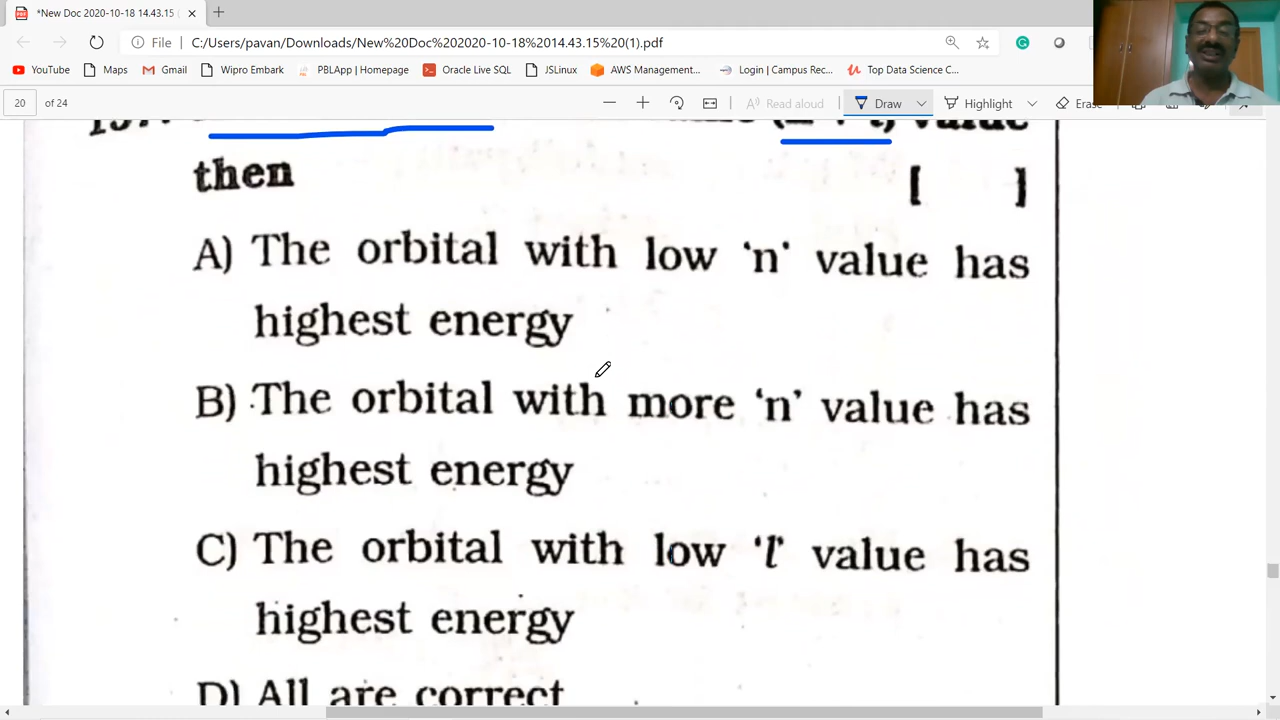 *New Doc 2020-10-18 14.43.15
File C:/Users/pavan/Downloads/New%20Doc%202020-10-18%2014.43.15%20(1).pdf
YouTube Maps Gmail Wipro Embark PBLApp | Homepage Oracle Live SQL JSLinux AWS Management... Login | Campus Rec... Top Data Science C...
20 of 24 Read aloud Draw Highlight Erase
value
then [ ]
A) The orbital with low 'n' value has
highest energy
B) The orbital with more 'n' value has
highest energy
C) The orbital with low 'l' value has
highest energy
D) All are correct